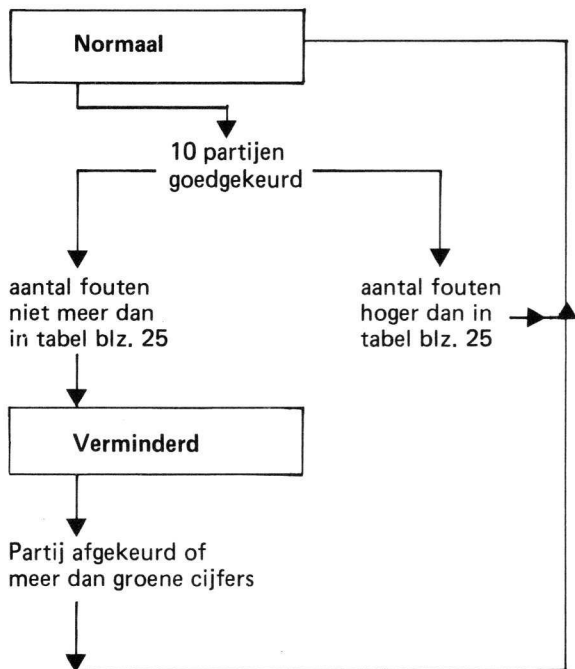 Normaal
10 partijen
goedgekeurd
aantal fouten
niet meer dan
in tabel blz. 25
aantal fouten
hoger dan in
tabel blz. 25
Verminderd
Partij afgekeurd of
meer dan groene cijfers